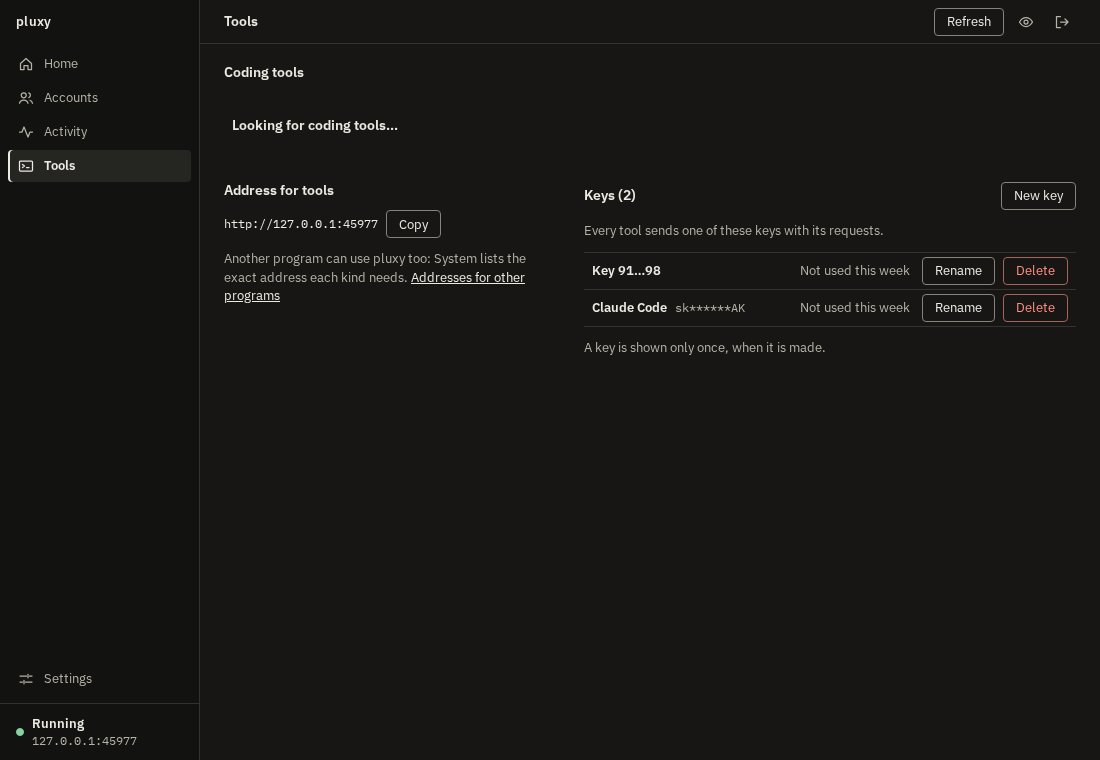 pluxy
Home
Accounts
Activity
Tools
Settings
Running
127.0.0.1:45977
Tools
Refresh
Coding tools
Looking for coding tools...
Address for tools
http://127.0.0.1:45977 Copy
Another program can use pluxy too: System lists the
exact address each kind needs. Addresses for other
programs
Keys (2)
New key
Every tool sends one of these keys with its requests.
Key 91...98 Not used this week Rename Delete
Claude Code sk******AK Not used this week Rename Delete
A key is shown only once, when it is made.